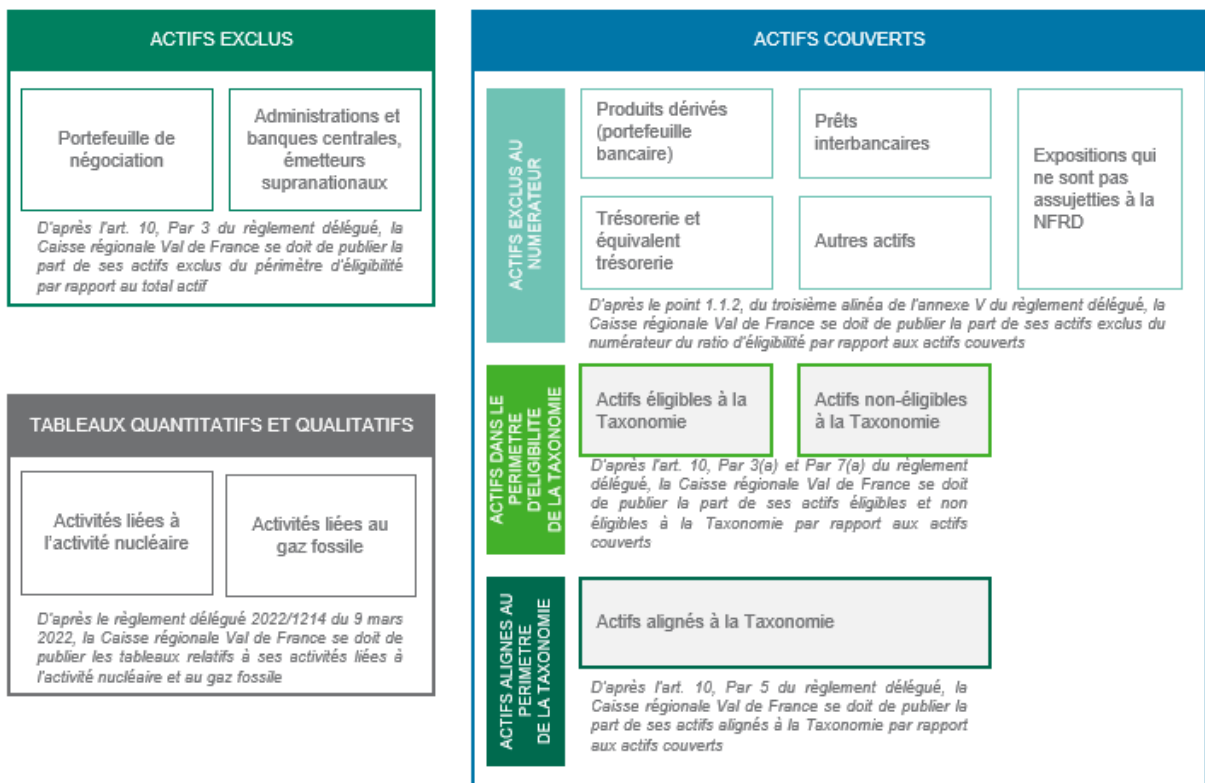 ACTIFS EXCLUS
Portefeuille de
négociation
Administrations et
banques centrales,
émetteurs
supranationaux
D'après l'art. 10, Par 3 du règlement délégué, la
Caisse régionale Val de France se doit de publier la
part de ses actifs exclus du périmètre d'éligibilité
par rapport au total actif
TABLEAUX QUANTITATIFS ET QUALITATIFS
Activités liées à
l'activité nucléaire
Activités liées au
gaz fossile
D'après le règlement délégué 2022/1214 du 9 mars
2022, la Caisse régionale Val de France se doit de
publier les tableaux relatifs à ses activités liées à
l'activité nucléaire et au gaz fossile
ACTIFS COUVERTS
ACTIFS EXCLUS AU
NUMERATEUR
Produits dérivés
(portefeuille
bancaire)
Prêts
interbancaires
Expositions qui
ne sont pas
assujetties à la
NFRD
Trésorerie et
équivalent
trésorerie
Autres actifs
D'après le point 1.1.2, du troisième alinéa de l'annexe V du règlement délégué, la
Caisse régionale Val de France se doit de publier la part de ses actifs exclus du
numérateur du ratio d'éligibilité par rapport aux actifs couverts
ACTIFS DANS LE
PERIMETRE
D'ELIGIBILITE
DE LA TAXONOMIE
Actifs éligibles à la
Taxonomie
Actifs non-éligibles
à la Taxonomie
D'après l'art. 10, Par 3(a) et Par 7(a) du règlement
délégué, la Caisse régionale Val de France se doit
de publier la part de ses actifs éligibles et non
éligibles à la Taxonomie par rapport aux actifs
couverts
ACTIFS ALIGNES AU
PERIMETRE
DE LA TAXONOMIE
Actifs alignés à la Taxonomie
D'après l'art. 10, Par 5 du règlement délégué, la
Caisse régionale Val de France se doit de publier la
part de ses actifs alignés à la Taxonomie par rapport
aux actifs couverts